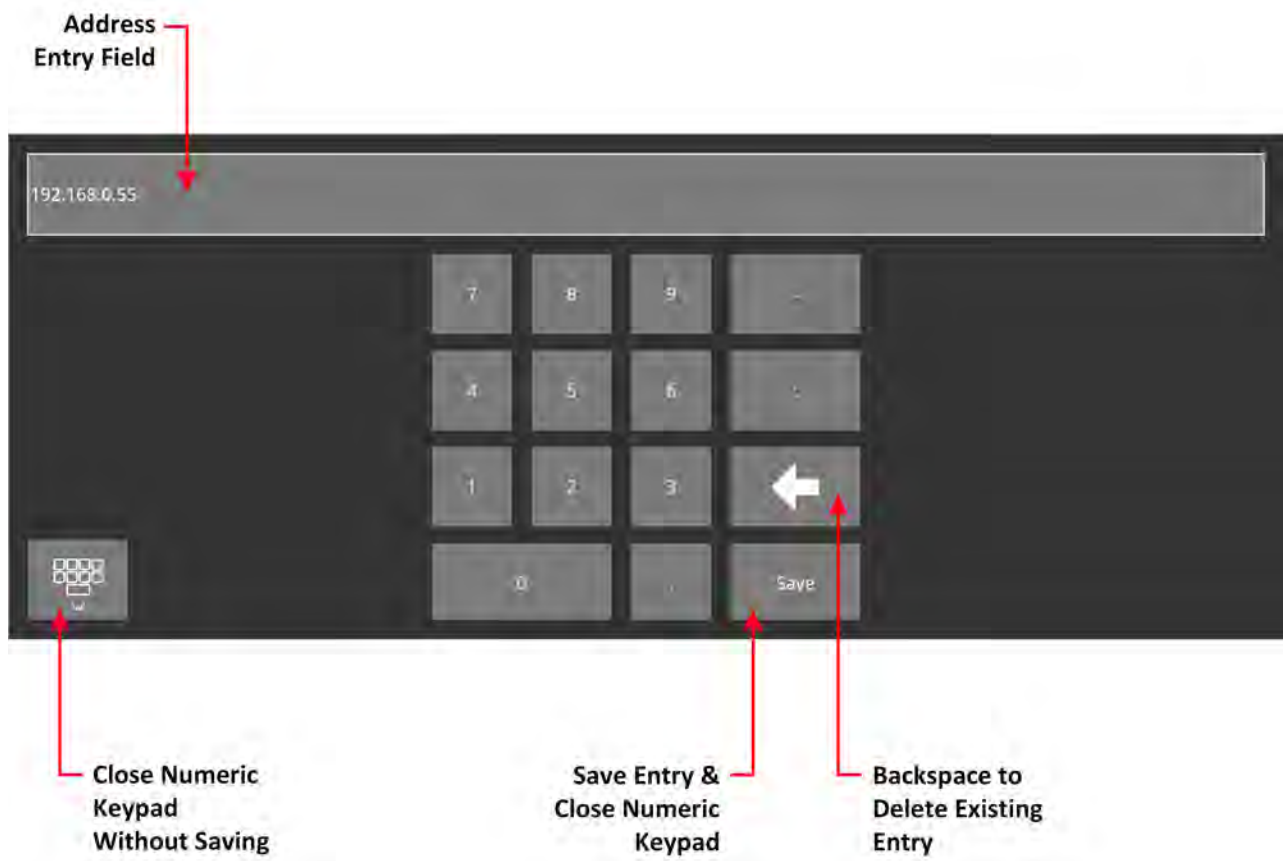 Address
Entry Field
192.168.0.55
7 8 9 -
4 5 6 :
1 2 3
0 . Save
Close Numeric
Keypad
Without Saving
Save Entry &
Close Numeric
Keypad
Backspace to
Delete Existing
Entry